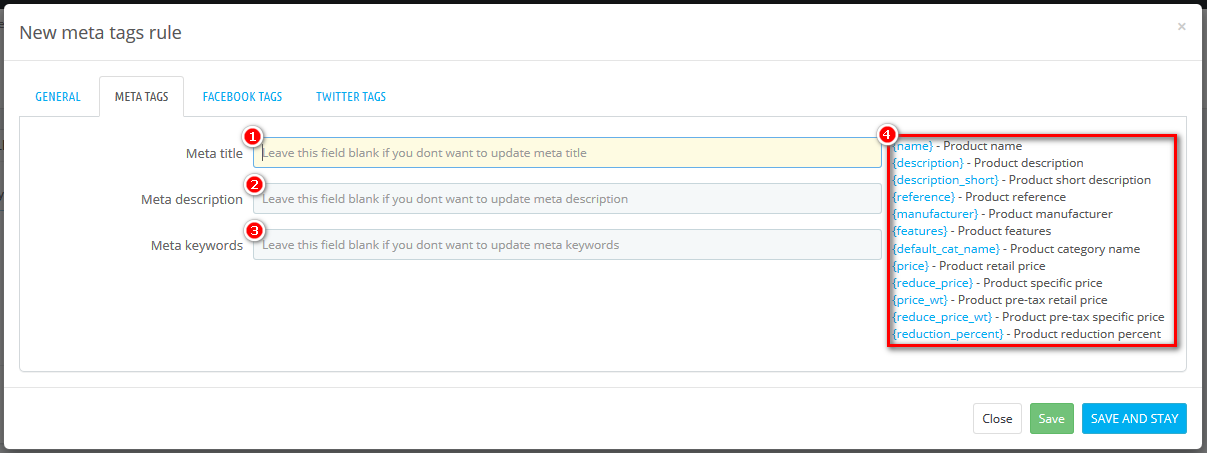 New meta tags rule
×
GENERAL
META TAGS
FACEBOOK TAGS
TWITTER TAGS
1
4
Meta title
Leave this field blank if you dont want to update meta title
2
Meta description
Leave this field blank if you dont want to update meta description
3
Meta keywords
Leave this field blank if you dont want to update meta keywords
{name} - Product name
{description} - Product description
{description_short} - Product short description
{reference} - Product reference
{manufacturer} - Product manufacturer
{features} - Product features
{default_cat_name} - Product category name
{price} - Product retail price
{reduce_price} - Product specific price
{price_wt} - Product pre-tax retail price
{reduce_price_wt} - Product pre-tax specific price
{reduction_percent} - Product reduction percent
Close
Save
SAVE AND STAY